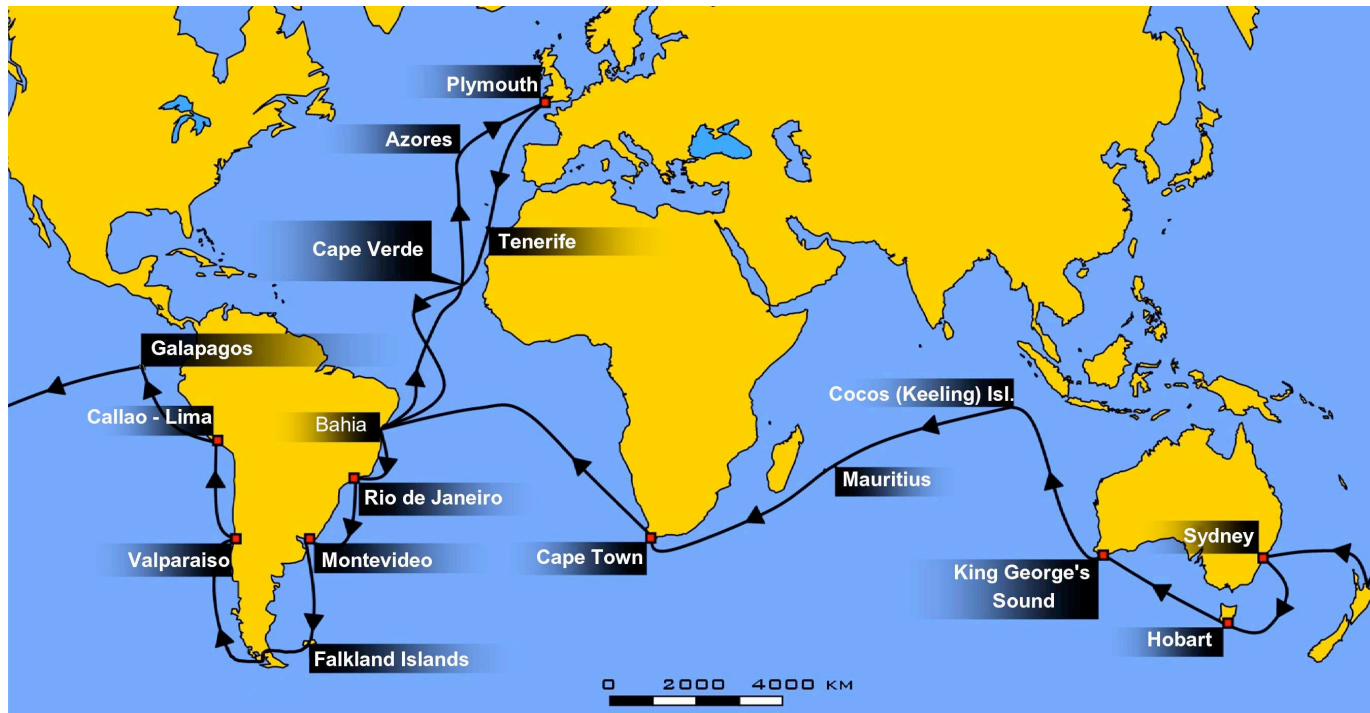 Plymouth
Azores
Cape Verde
Tenerife
Galapagos
Callao - Lima
Bahia
Cocos (Keeling) Isl.
Mauritius
Rio de Janeiro
Valparaiso
Montevideo
Cape Town
Sydney
King George's
Sound
Hobart
Falkland Islands
0 2000 4000 KM